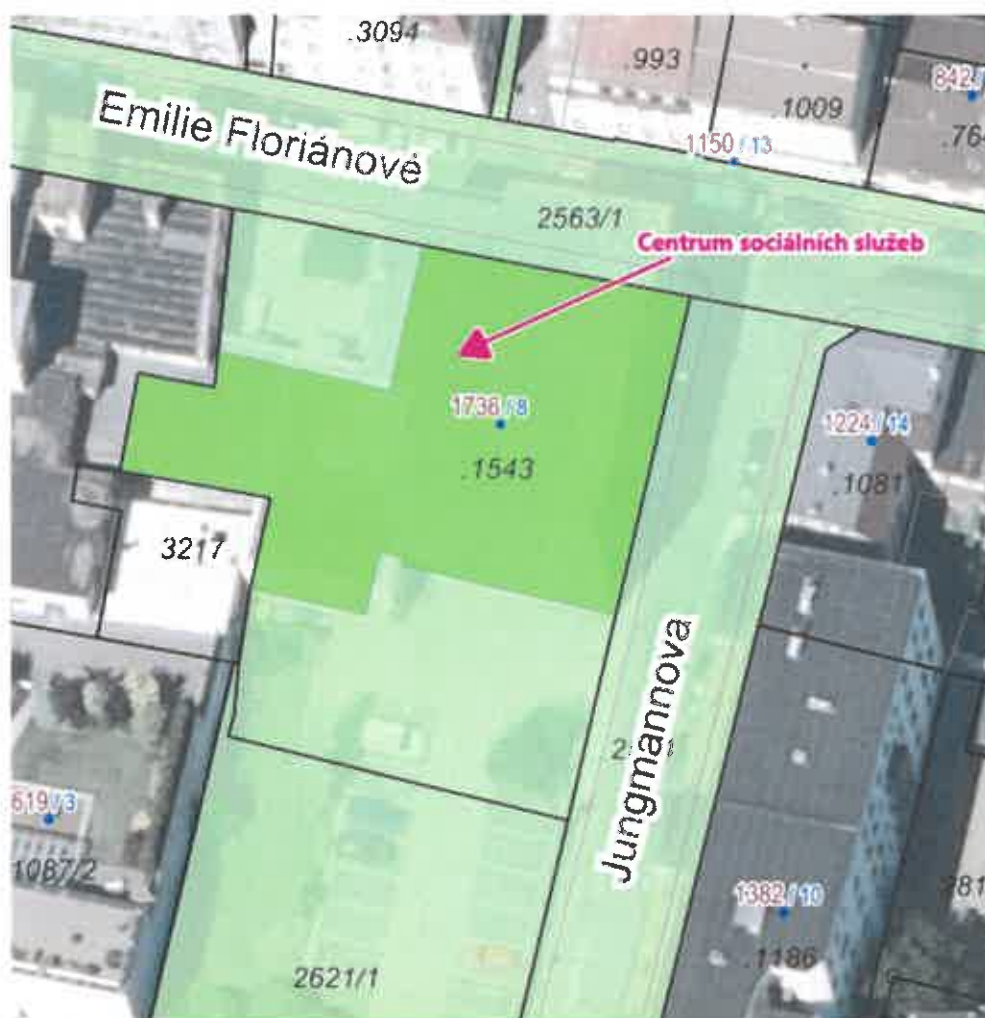 .3094
.993
842/
.1009
.764
Emilie Floriánové
1150 / 13
2563/1
Centrum sociálních služeb
1736 / 8
.1543
1224 / 14
.1081
3217
Jungmannova
619 / 3
1087/2
1382 / 10
.1186
2621/1